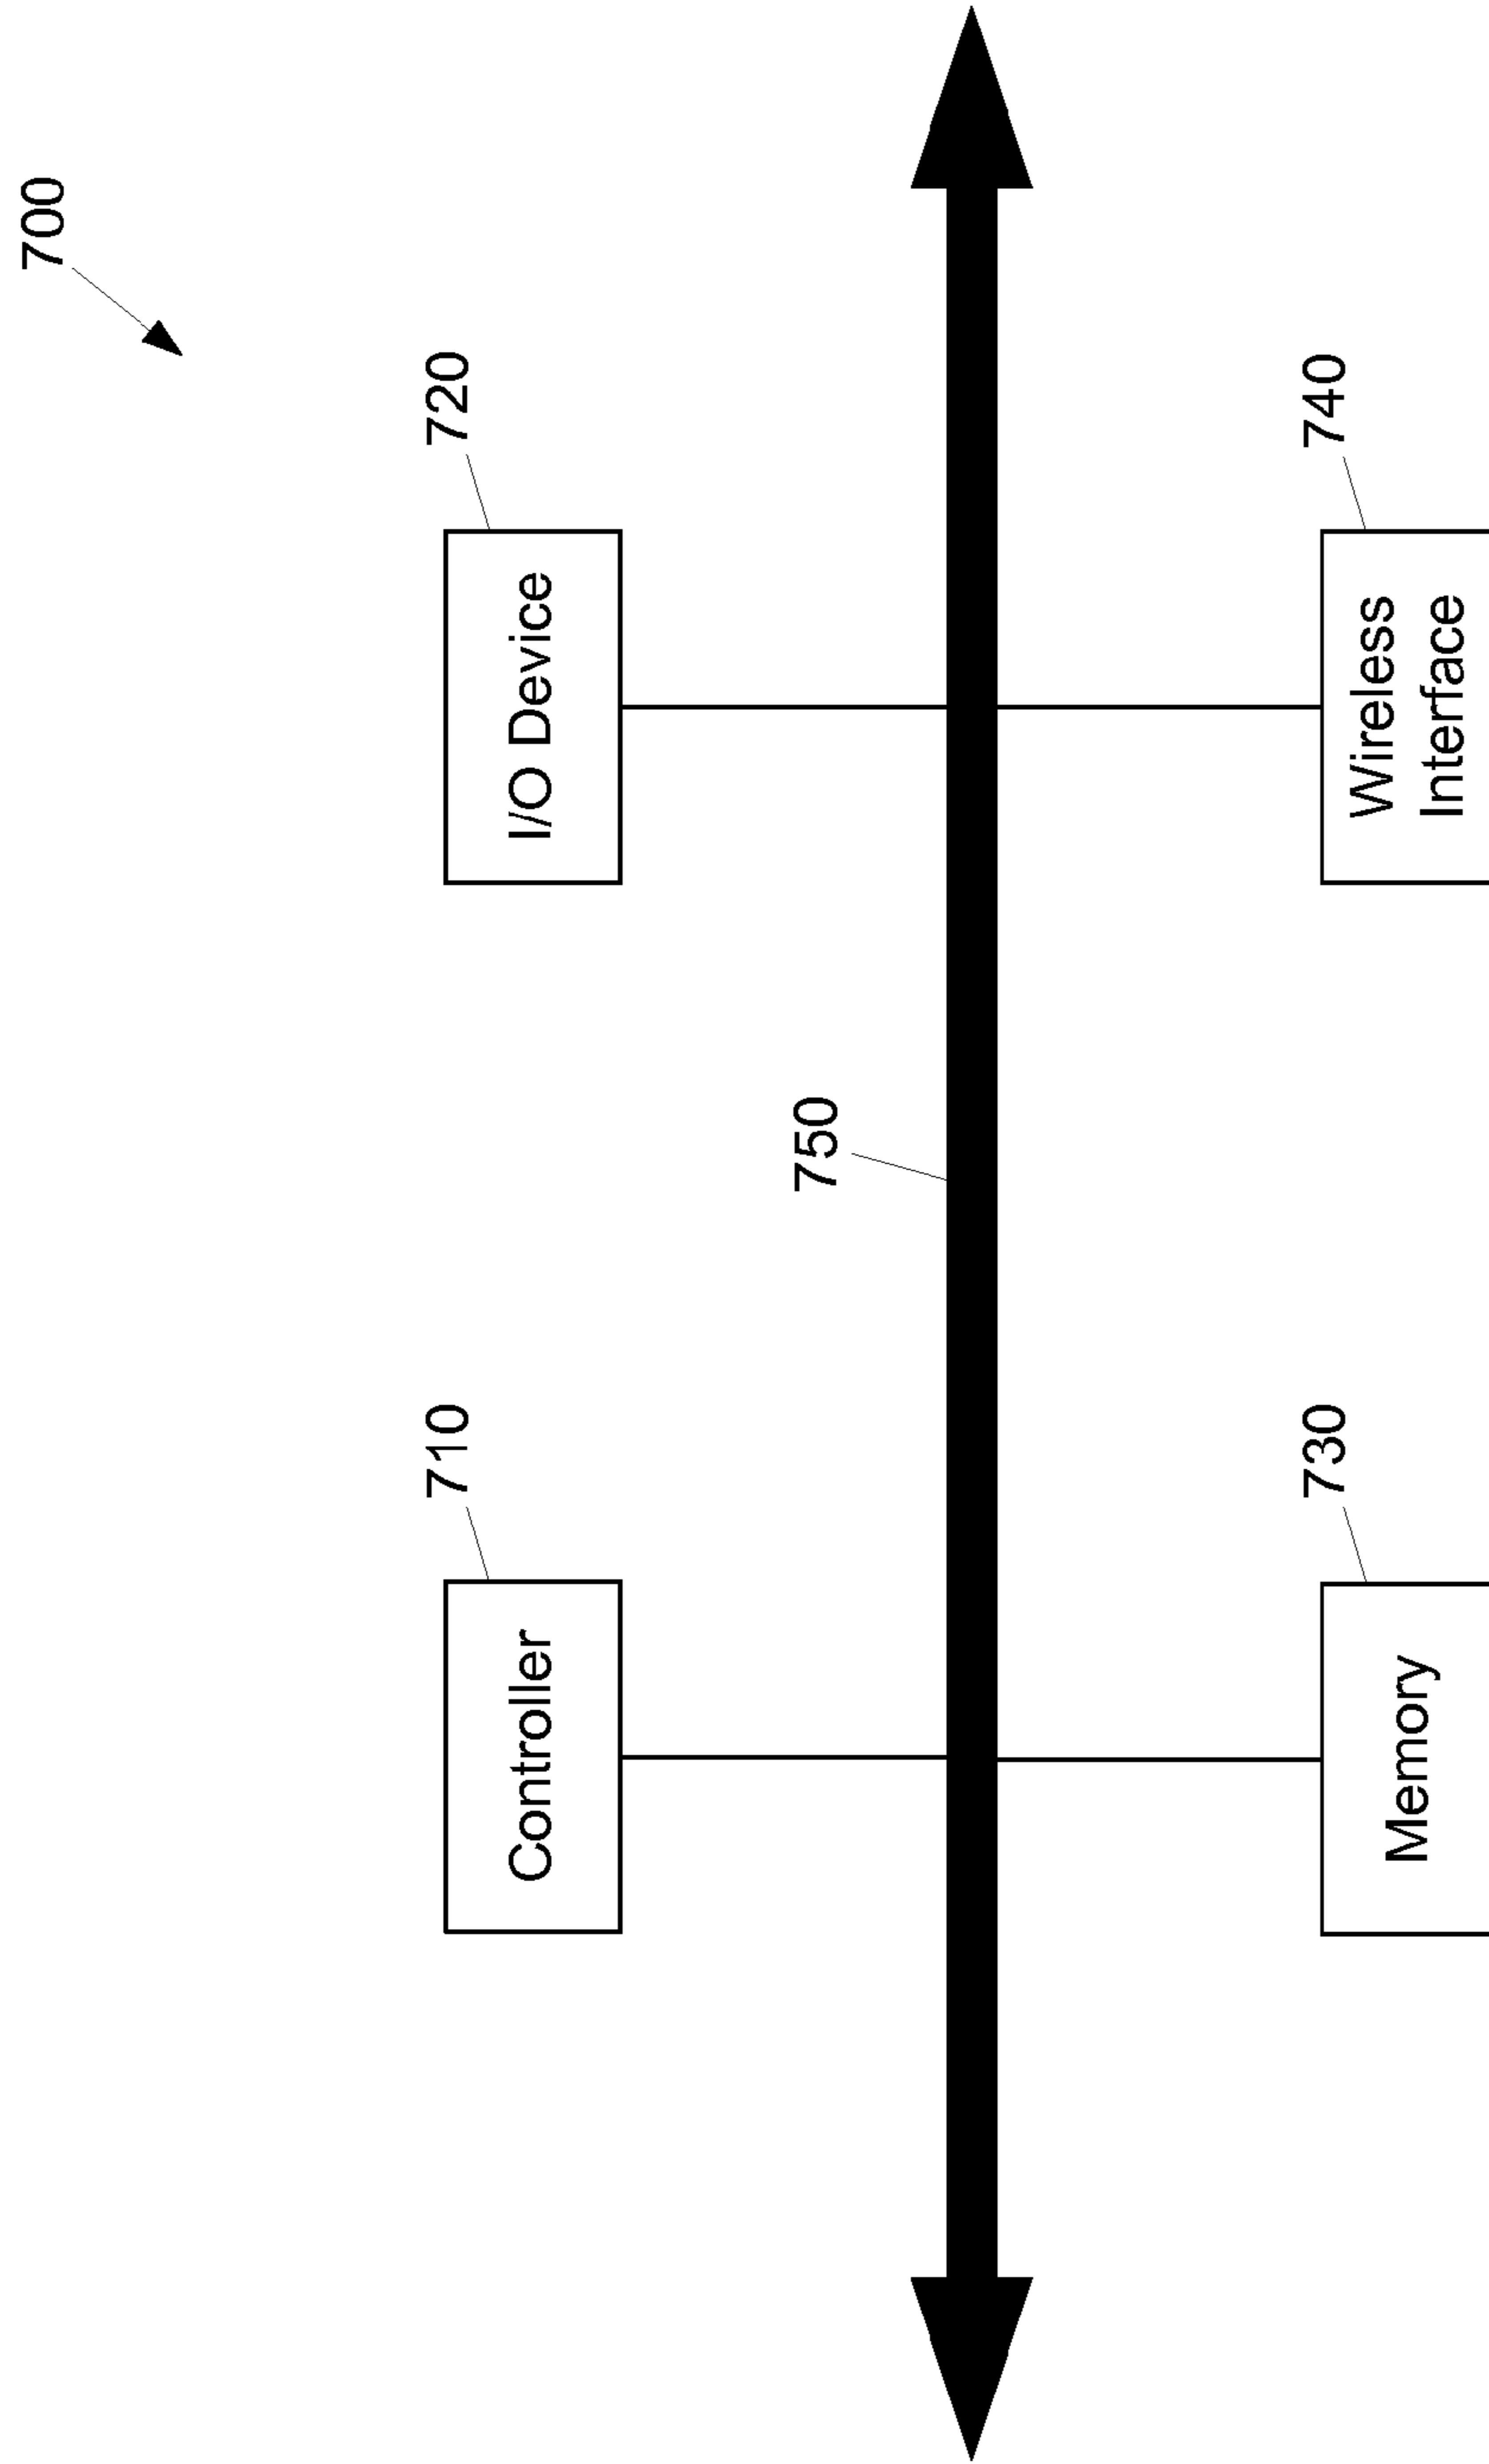 700
710
Controller
720
I/O Device
750
730
Memory
740
Wireless
Interface